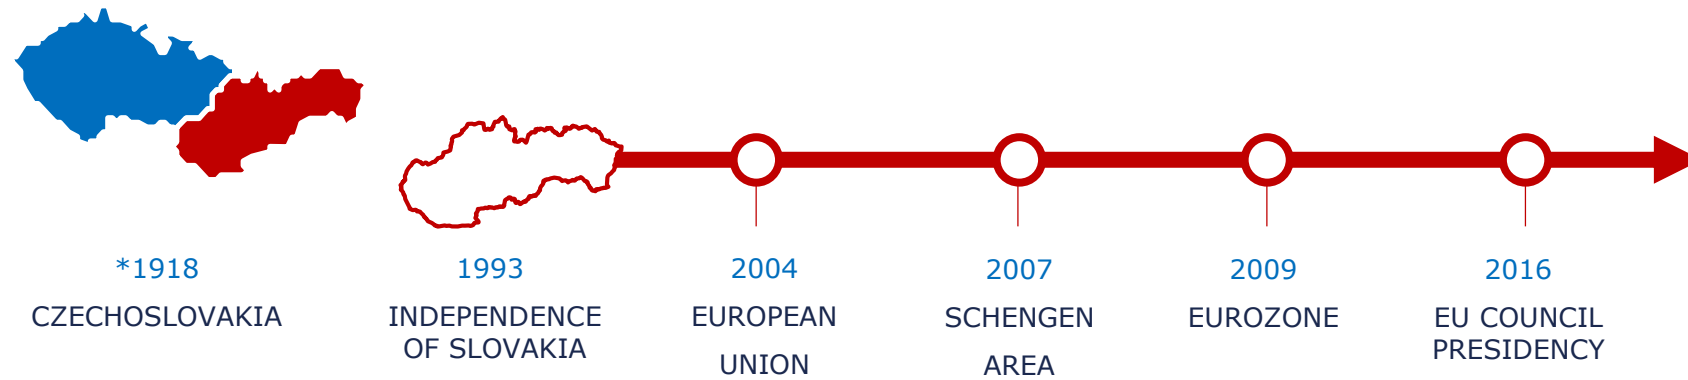 *1918
CZECHOSLOVAKIA
1993
INDEPENDENCE
OF SLOVAKIA
2004
EUROPEAN
UNION
2007
SCHENGEN
AREA
2009
EUROZONE
2016
EU COUNCIL
PRESIDENCY